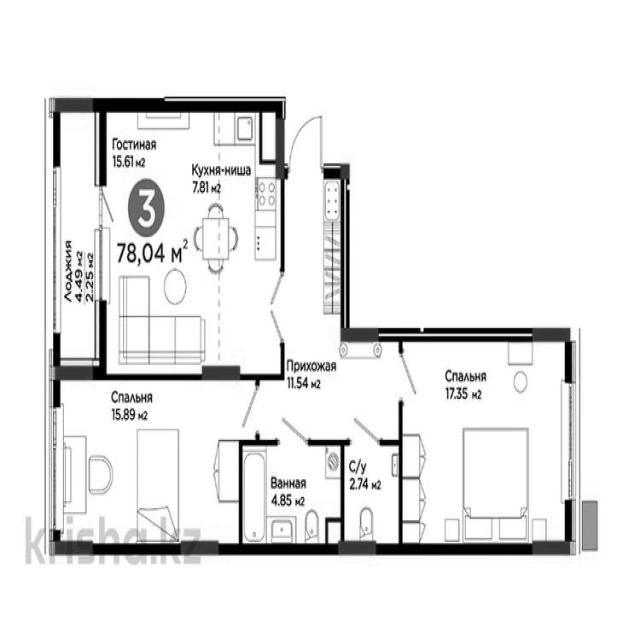 Гостиная
15.61 м2
Кухня-ниша
7.81 м2
3
78,04 м2
Лоджия
4.49 м2
2.25 м2
Прихожая
11.54 м2
Спальня
17.35 м2
Спальня
15.89 м2
Ванная
4.85 м2
С/у
2.74 м2
krisha.kz